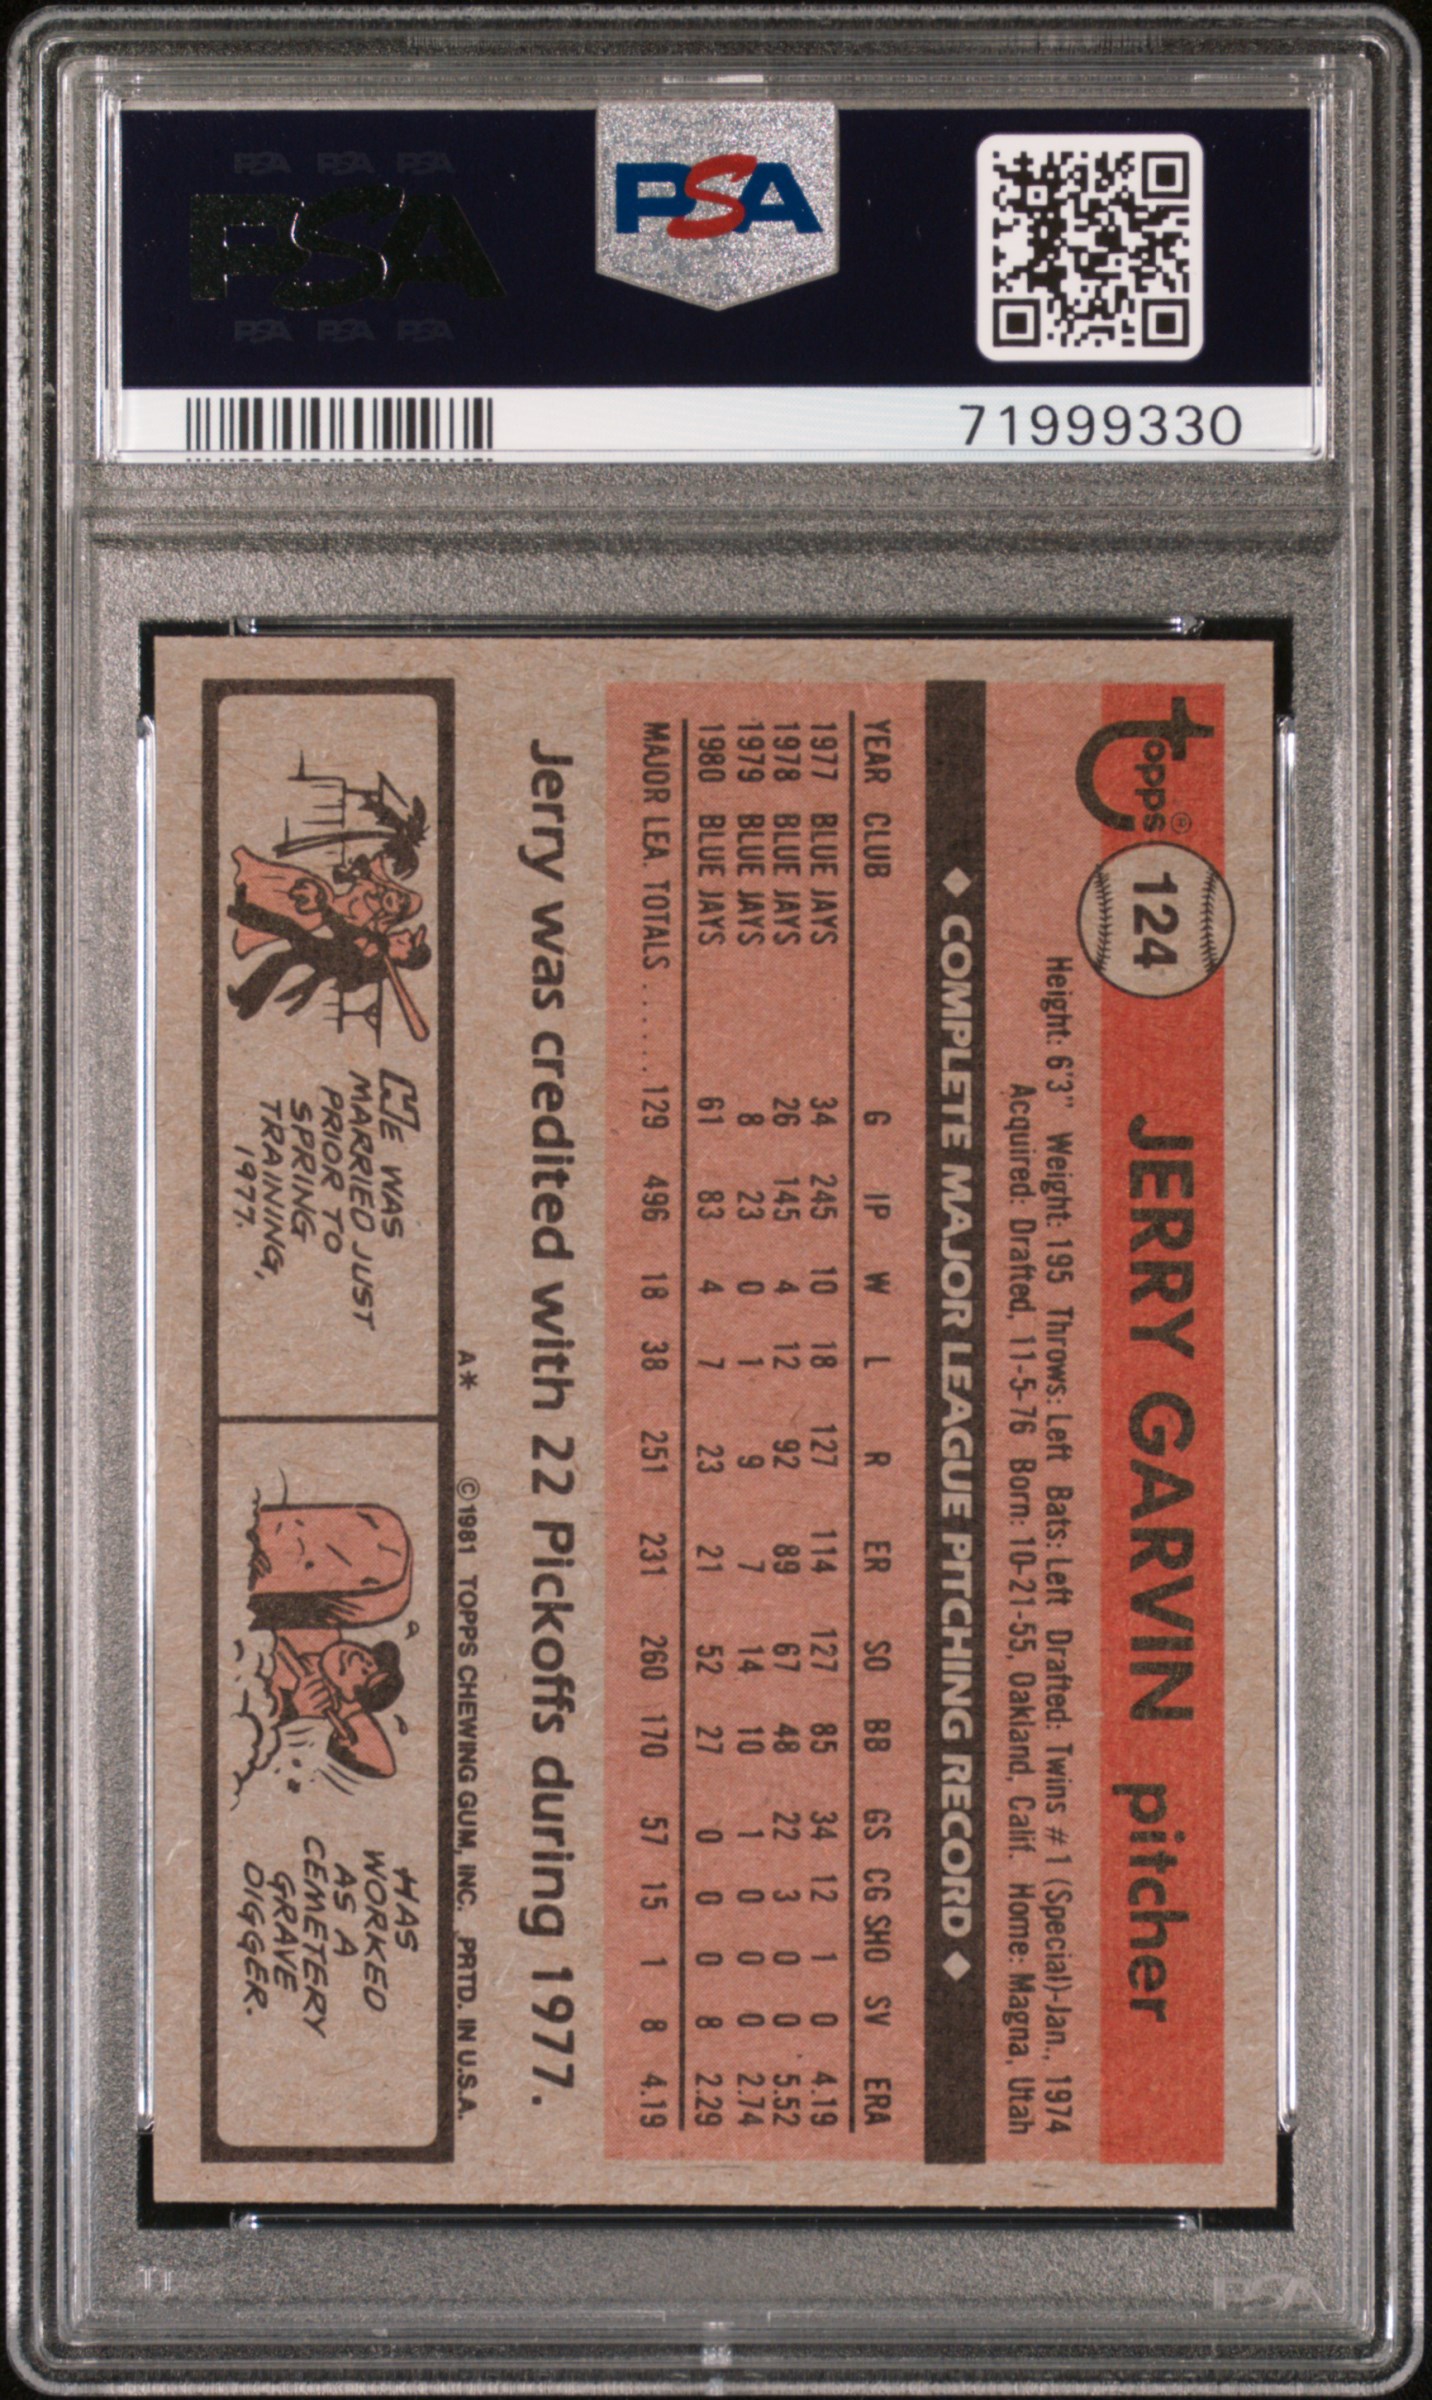 PSA PSA PSA
PSA
PSA PSA PSA
PSA
71999330
topps®
124
JERRY GARVIN pitcher
Height: 6'3" Weight: 195 Throws: Left Bats: Left Drafted: Twins #1 (Special)-Jan., 1974
Acquired: Drafted, 11-5-76 Born: 10-21-55, Oakland, Calif. Home: Magna, Utah
◆ COMPLETE MAJOR LEAGUE PITCHING RECORD ◆
YEAR CLUB G IP W L R ER SO BB GS CG SHO SV ERA
1977 BLUE JAYS 34 245 10 18 127 114 127 85 34 12 1 0 4.19
1978 BLUE JAYS 26 145 4 12 92 89 67 48 22 3 0 0 5.52
1979 BLUE JAYS 8 23 0 1 9 7 14 10 1 0 0 0 2.74
1980 BLUE JAYS 61 83 4 7 23 21 52 27 0 0 0 8 2.29
MAJOR LEA. TOTALS ...... 129 496 18 38 251 231 260 170 57 15 1 8 4.19
Jerry was credited with 22 Pickoffs during 1977.
A* ©1981 TOPPS CHEWING GUM, INC. PRTD. IN U.S.A.
HE WAS
MARRIED JUST
PRIOR TO
SPRING
TRAINING,
1977.
HAS
WORKED
AS A
CEMETERY
GRAVE
DIGGER.
TT
PSA